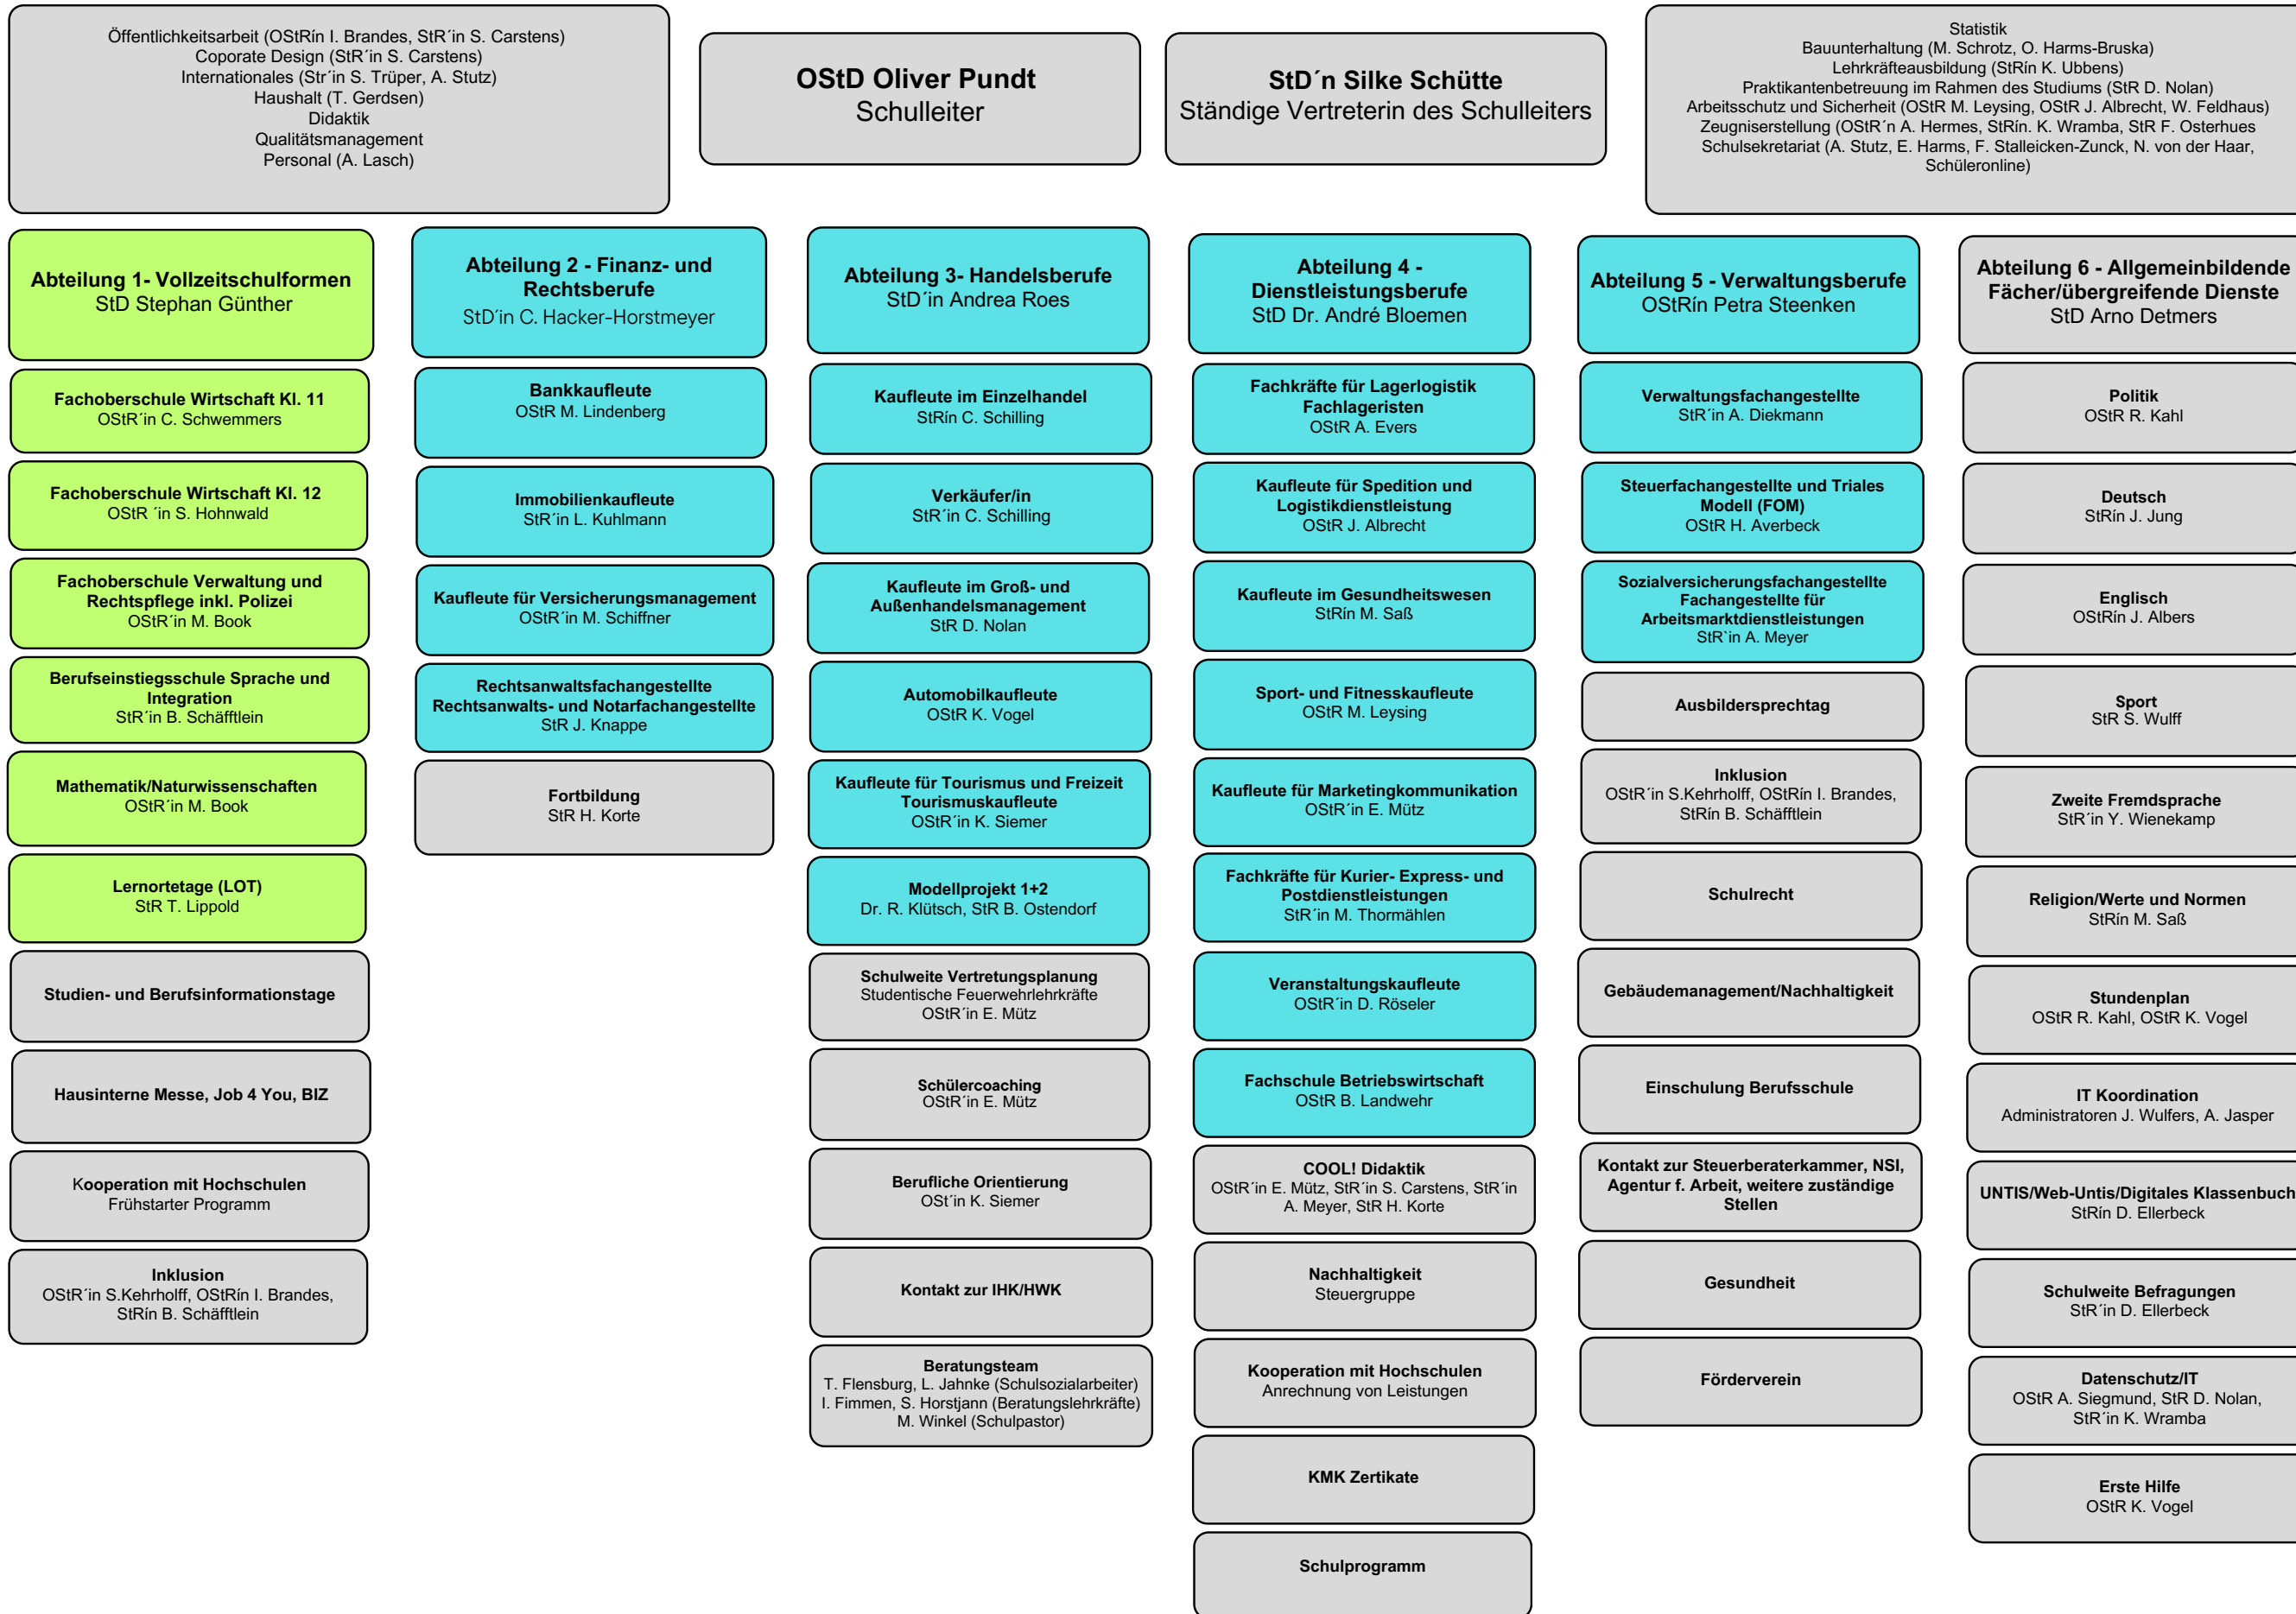 Öffentlichkeitsarbeit (OStRín I. Brandes, StR´in S. Carstens)
Coporate Design (StR´in S. Carstens)
Internationales (Str´in S. Trüper, A. Stutz)
Haushalt (T. Gerdsen)
Didaktik
Qualitätsmanagement
Personal (A. Lasch)
OStD Oliver Pundt
Schulleiter
StD´n Silke Schütte
Ständige Vertreterin des Schulleiters
Statistik
Bauunterhaltung (M. Schrotz, O. Harms-Bruska)
Lehrkräfteausbildung (StRín K. Ubbens)
Praktikantenbetreuung im Rahmen des Studiums (StR D. Nolan)
Arbeitsschutz und Sicherheit (OStR M. Leysing, OStR J. Albrecht, W. Feldhaus)
Zeugniserstellung (OStR´n A. Hermes, StRín. K. Wramba, StR F. Osterhues
Schulsekretariat (A. Stutz, E. Harms, F. Stalleicken-Zunck, N. von der Haar,
Schüleronline)
Abteilung 1- Vollzeitschulformen
StD Stephan Günther
Fachoberschule Wirtschaft Kl. 11
OStR´in C. Schwemmers
Fachoberschule Wirtschaft Kl. 12
OStR ´in S. Hohnwald
Fachoberschule Verwaltung und
Rechtspflege inkl. Polizei
OStR´in M. Book
Berufseinstiegsschule Sprache und
Integration
StR´in B. Schäfftlein
Mathematik/Naturwissenschaften
OStR´in M. Book
Lernortetage (LOT)
StR T. Lippold
Studien- und Berufsinformationstage
Hausinterne Messe, Job 4 You, BIZ
Kooperation mit Hochschulen
Frühstarter Programm
Inklusion
OStR´in S.Kehrholff, OStRín I. Brandes,
StRín B. Schäfftlein
Abteilung 2 - Finanz- und
Rechtsberufe
StD´in C. Hacker-Horstmeyer
Bankkaufleute
OStR M. Lindenberg
Immobilienkaufleute
StR´in L. Kuhlmann
Kaufleute für Versicherungsmanagement
OStR´in M. Schiffner
Rechtsanwaltsfachangestellte
Rechtsanwalts- und Notarfachangestellte
StR J. Knappe
Fortbildung
StR H. Korte
Abteilung 3- Handelsberufe
StD´in Andrea Roes
Kaufleute im Einzelhandel
StRín C. Schilling
Verkäufer/in
StR´in C. Schilling
Kaufleute im Groß- und
Außenhandelsmanagement
StR D. Nolan
Automobilkaufleute
OStR K. Vogel
Kaufleute für Tourismus und Freizeit
Tourismuskaufleute
OStR´in K. Siemer
Modellprojekt 1+2
Dr. R. Klütsch, StR B. Ostendorf
Schulweite Vertretungsplanung
Studentische Feuerwehrlehrkräfte
OStR´in E. Mütz
Schülercoaching
OStR´in E. Mütz
Berufliche Orientierung
OSt´in K. Siemer
Kontakt zur IHK/HWK
Beratungsteam
T. Flensburg, L. Jahnke (Schulsozialarbeiter)
I. Fimmen, S. Horstjann (Beratungslehrkräfte)
M. Winkel (Schulpastor)
Abteilung 4 -
Dienstleistungsberufe
StD Dr. André Bloemen
Fachkräfte für Lagerlogistik
Fachlageristen
OStR A. Evers
Kaufleute für Spedition und
Logistikdienstleistung
OStR J. Albrecht
Kaufleute im Gesundheitswesen
StRín M. Saß
Sport- und Fitnesskaufleute
OStR M. Leysing
Kaufleute für Marketingkommunikation
OStR´in E. Mütz
Fachkräfte für Kurier- Express- und
Postdienstleistungen
StR´in M. Thormählen
Veranstaltungskaufleute
OStR´in D. Röseler
Fachschule Betriebswirtschaft
OStR B. Landwehr
COOL! Didaktik
OStR´in E. Mütz, StR´in S. Carstens, StR´in
A. Meyer, StR H. Korte
Nachhaltigkeit
Steuergruppe
Kooperation mit Hochschulen
Anrechnung von Leistungen
KMK Zertikate
Schulprogramm
Abteilung 5 - Verwaltungsberufe
OStRín Petra Steenken
Verwaltungsfachangestellte
StR´in A. Diekmann
Steuerfachangestellte und Triales
Modell (FOM)
OStR H. Averbeck
Sozialversicherungsfachangestellte
Fachangestellte für
Arbeitsmarktdienstleistungen
StR`in A. Meyer
Ausbildersprechtag
Inklusion
OStR´in S.Kehrholff, OStRín I. Brandes,
StRín B. Schäfftlein
Schulrecht
Gebäudemanagement/Nachhaltigkeit
Einschulung Berufsschule
Kontakt zur Steuerberaterkammer, NSI,
Agentur f. Arbeit, weitere zuständige
Stellen
Gesundheit
Förderverein
Abteilung 6 - Allgemeinbildende
Fächer/übergreifende Dienste
StD Arno Detmers
Politik
OStR R. Kahl
Deutsch
StRín J. Jung
Englisch
OStRín J. Albers
Sport
StR S. Wulff
Zweite Fremdsprache
StR´in Y. Wienekamp
Religion/Werte und Normen
StRín M. Saß
Stundenplan
OStR R. Kahl, OStR K. Vogel
IT Koordination
Administratoren J. Wulfers, A. Jasper
UNTIS/Web-Untis/Digitales Klassenbuch
StRín D. Ellerbeck
Schulweite Befragungen
StR´in D. Ellerbeck
Datenschutz/IT
OStR A. Siegmund, StR D. Nolan,
StR´in K. Wramba
Erste Hilfe
OStR K. Vogel